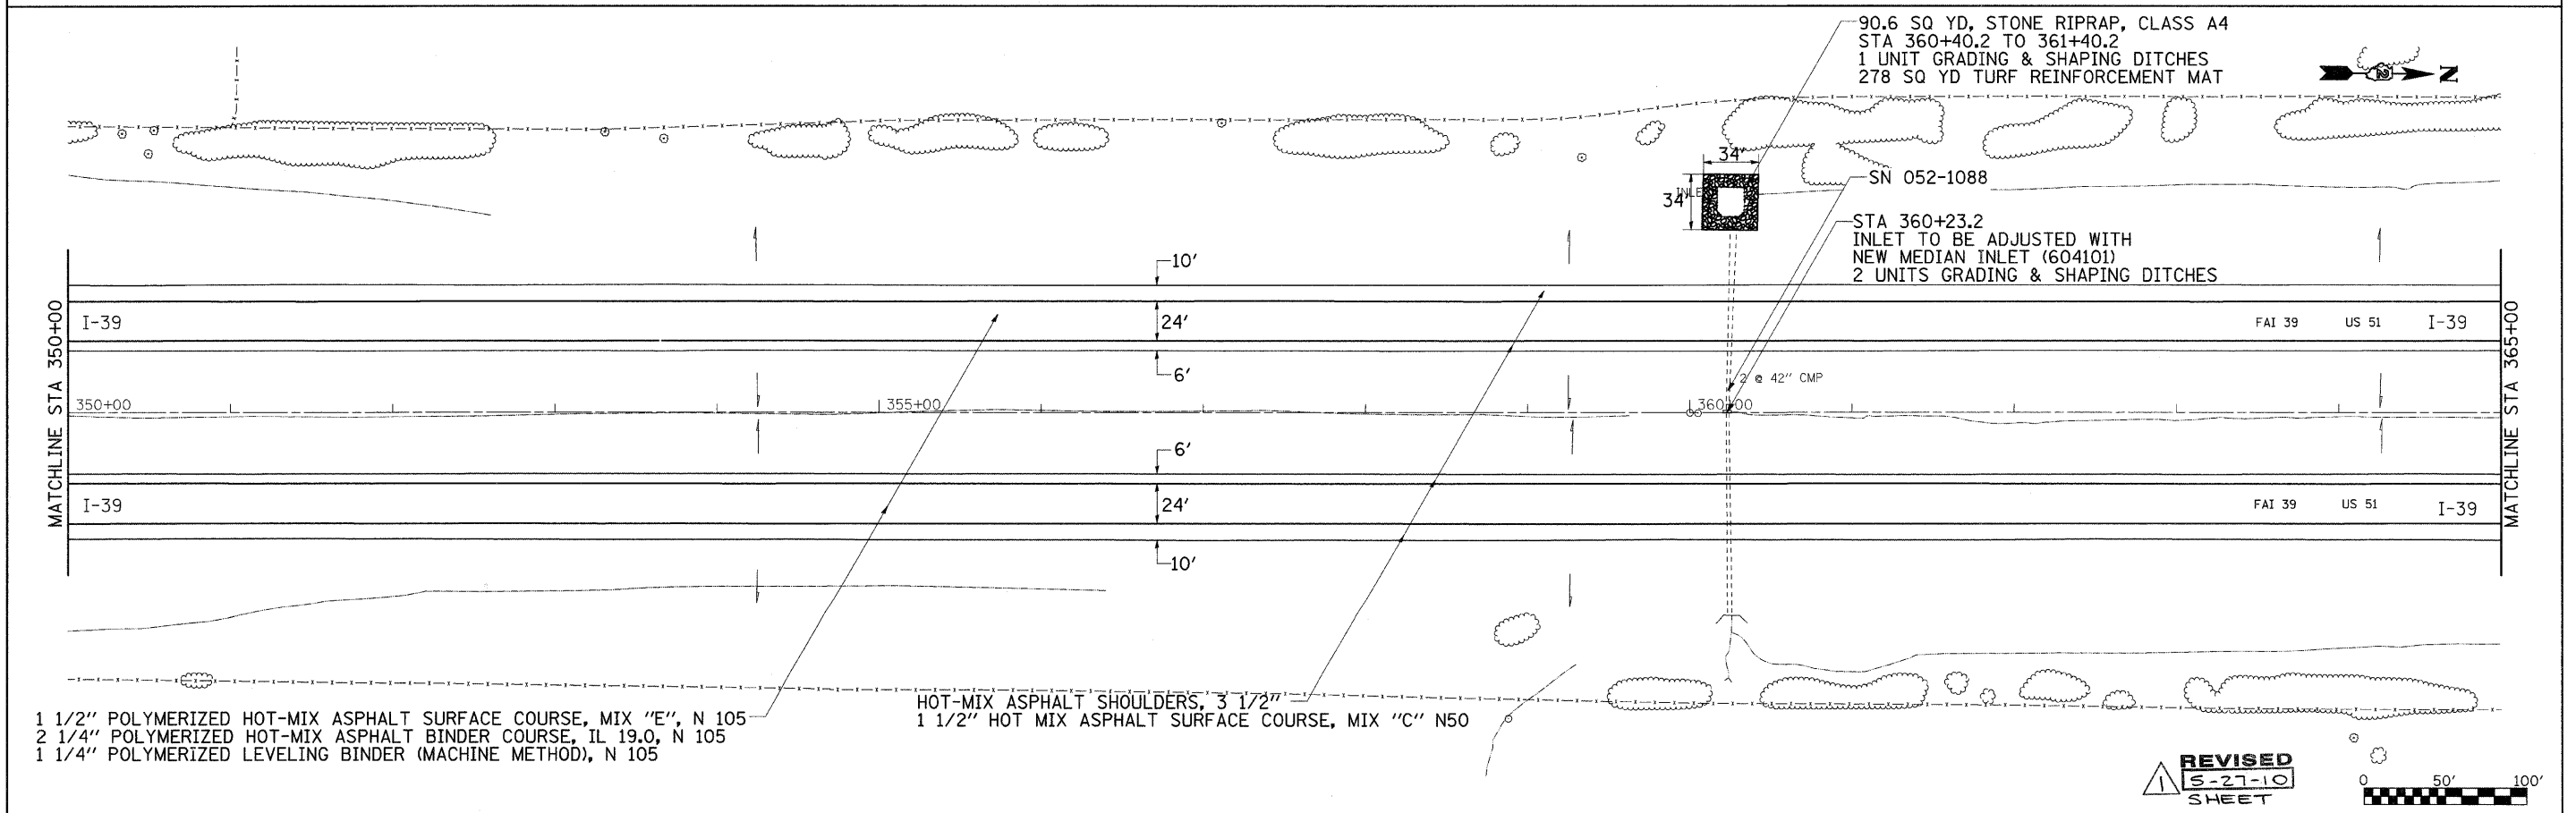 90.6 SQ YD, STONE RIPRAP, CLASS A4
STA 360+40.2 TO 361+40.2
1 UNIT GRADING & SHAPING DITCHES
278 SQ YD TURF REINFORCEMENT MAT
N
34'
INLE
34'
SN 052-1088
STA 360+23.2
INLET TO BE ADJUSTED WITH
NEW MEDIAN INLET (604101)
2 UNITS GRADING & SHAPING DITCHES
10'
I-39
24'
FAI 39 US 51 I-39
6'
2 @ 42" CMP
MATCHLINE STA 350+00
MATCHLINE STA 365+00
350+00
355+00
360+00
6'
I-39
24'
FAI 39 US 51 I-39
10'
1 1/2" POLYMERIZED HOT-MIX ASPHALT SURFACE COURSE, MIX "E", N 105
2 1/4" POLYMERIZED HOT-MIX ASPHALT BINDER COURSE, IL 19.0, N 105
1 1/4" POLYMERIZED LEVELING BINDER (MACHINE METHOD), N 105
HOT-MIX ASPHALT SHOULDERS, 3 1/2"
1 1/2" HOT MIX ASPHALT SURFACE COURSE, MIX "C" N50
1
REVISED
5-27-10
SHEET
0 50' 100'